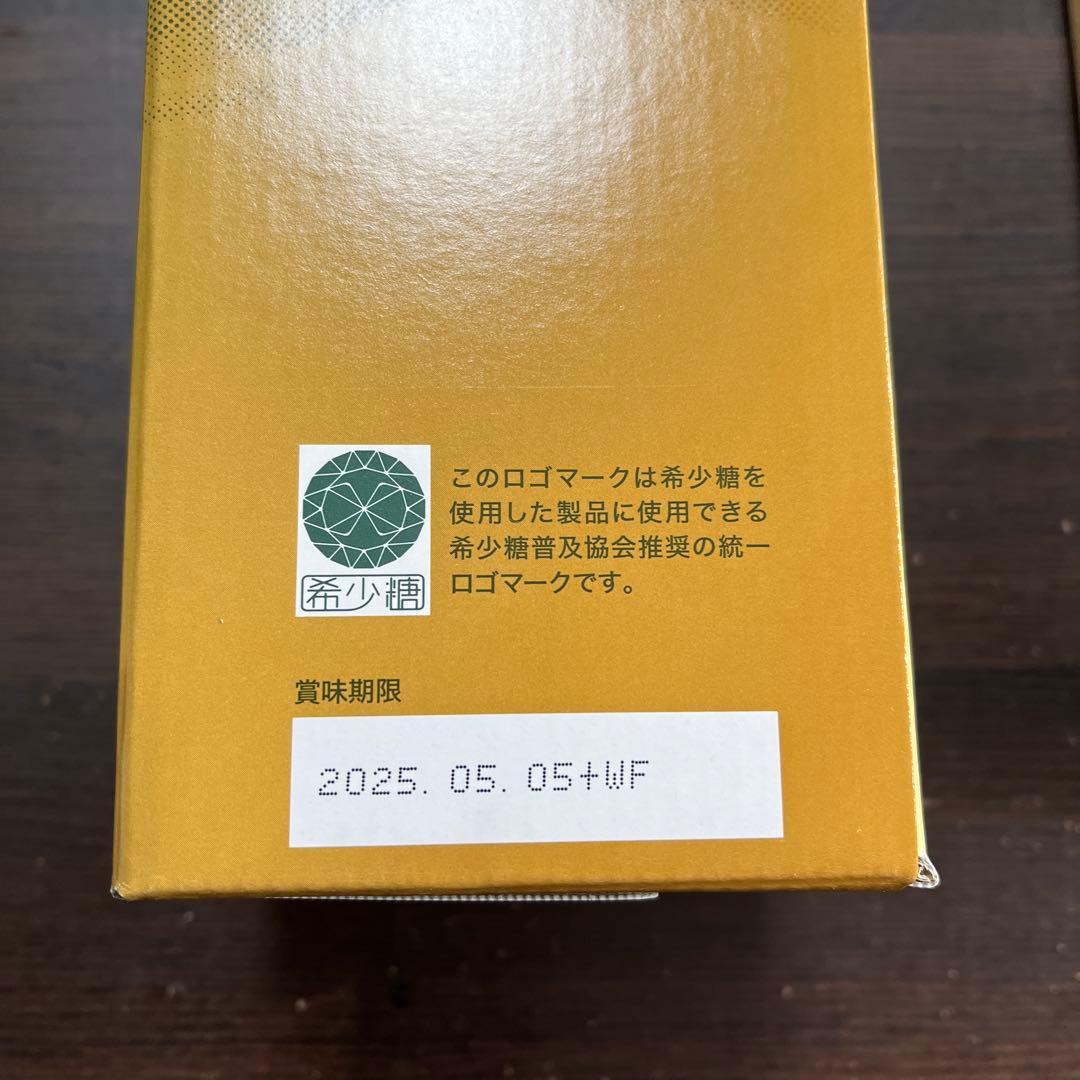 このロゴマークは希少糖を
使用した製品に使用できる
希少糖普及協会推奨の統一
ロゴマークです。
希少糖
賞味期限
2025. 05. 05+WF